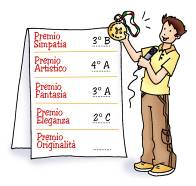 Premio
Simpatia 3° B
Premio
Artistico 4° A
Premio
Fantasia 3° A
Premio
Eleganza 2° C
Premio
Originalità